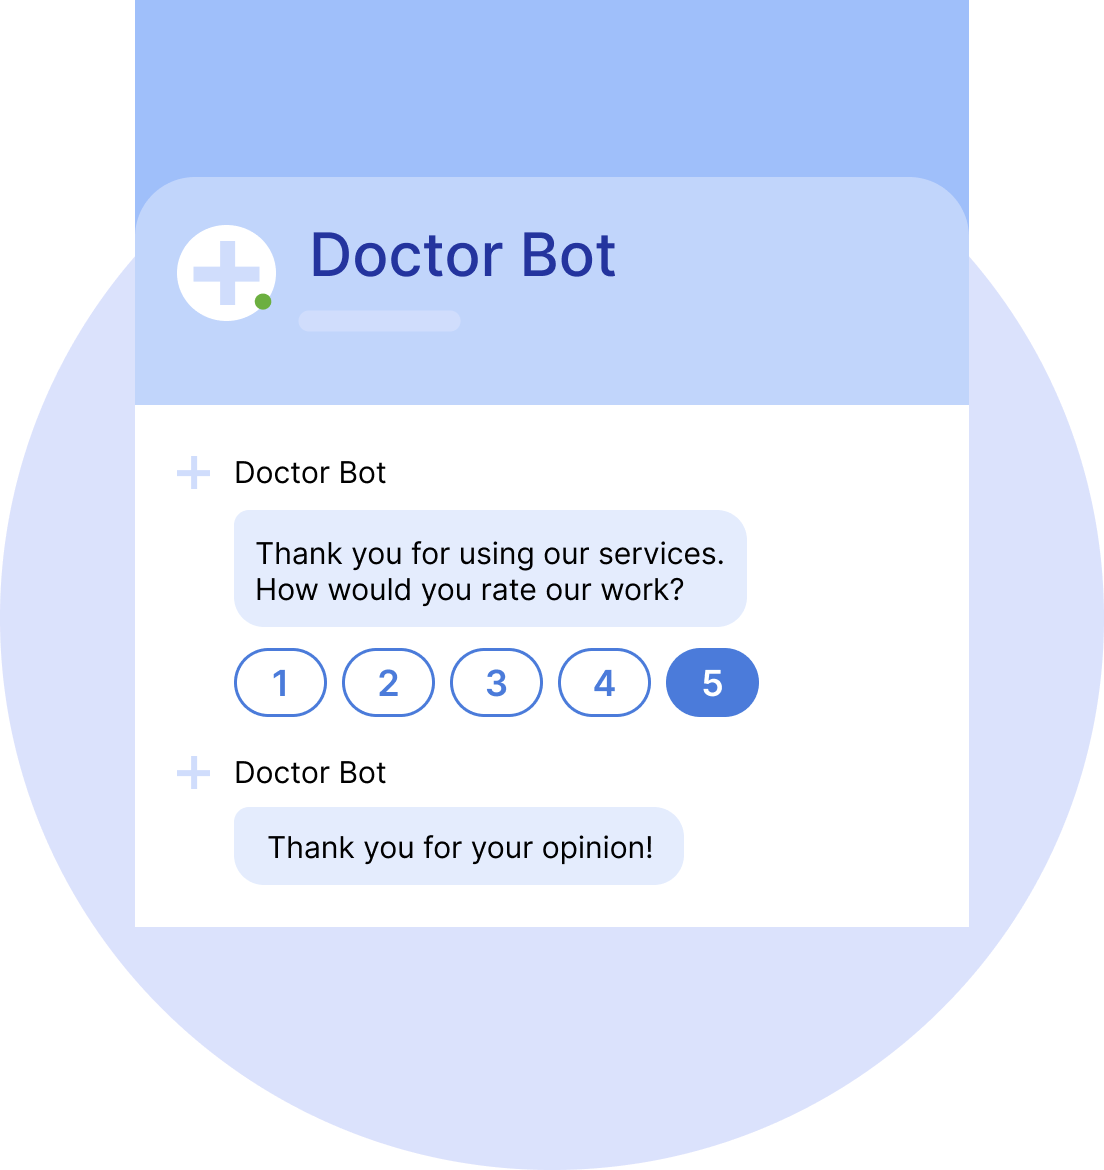 Doctor Bot
Doctor Bot
Thank you for using our services.
How would you rate our work?
1 2 3 4 5
Doctor Bot
Thank you for your opinion!